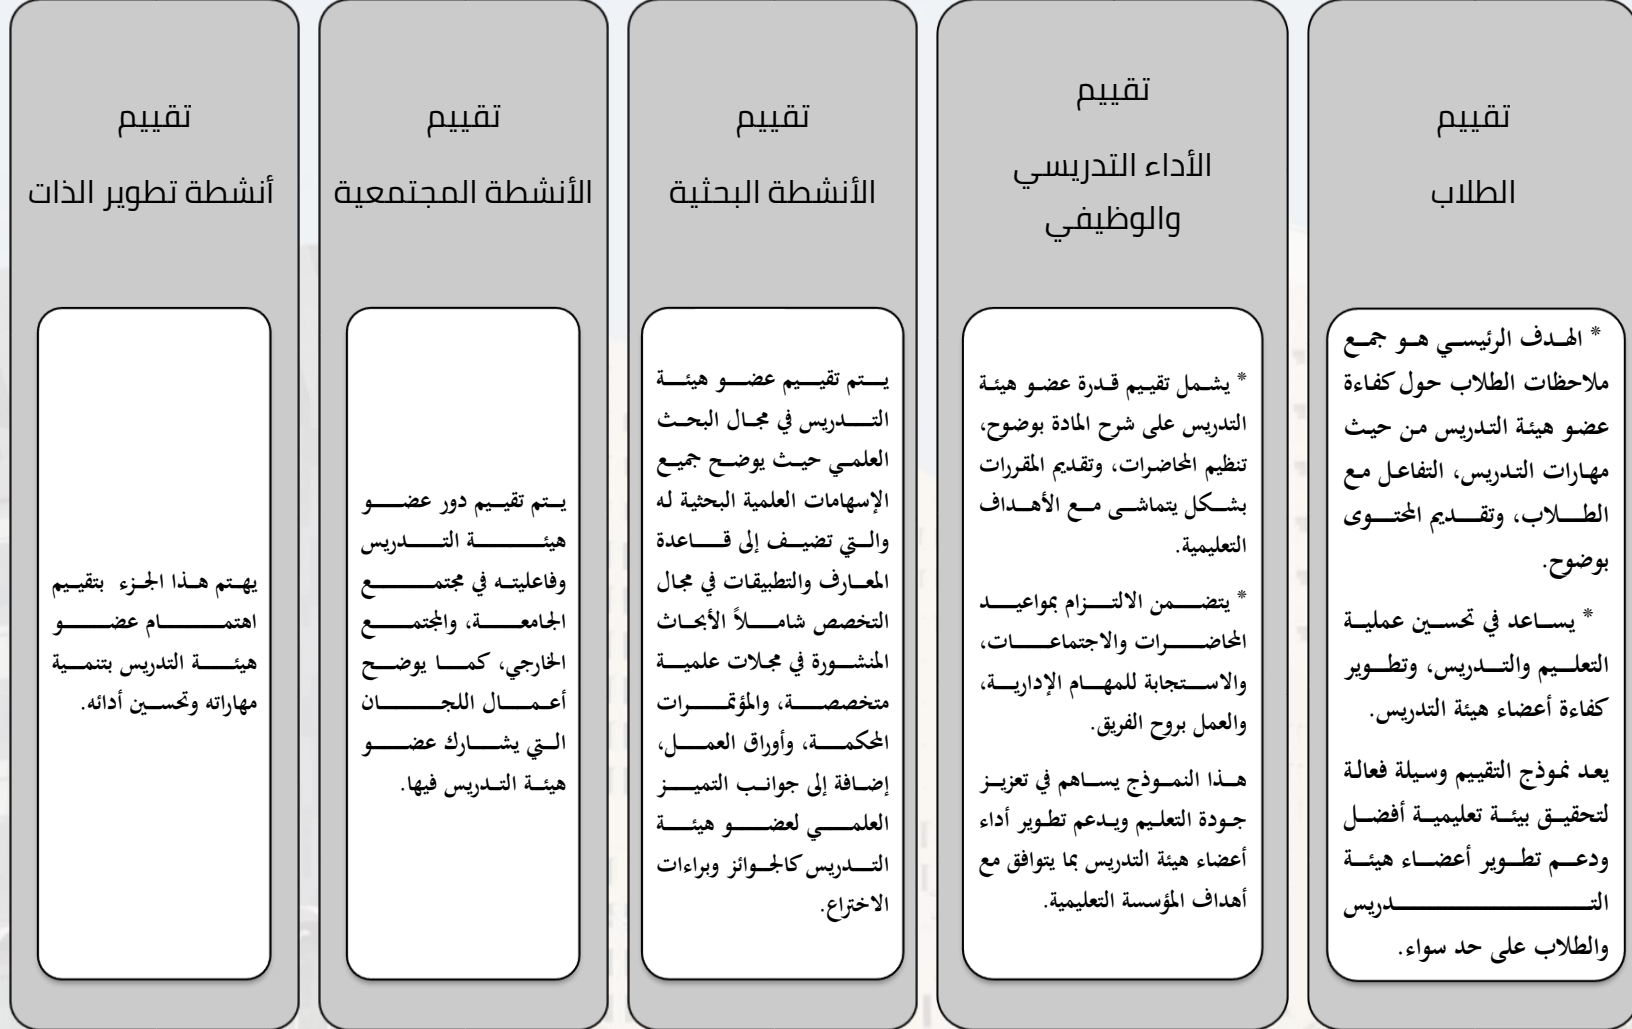 تقييم
الطلاب
* الهدف الرئيسي هو جمع
ملاحظات الطلاب حول كفاءة
عضو هيئة التدريس من حيث
مهارات التدريس، التفاعل مع
الطلاب، وتقديم المحتوى
بوضوح.
* يساعد في تحسين عملية
التعليم والتدريس، وتطوير
كفاءة أعضاء هيئة التدريس.
يعد نموذج التقييم وسيلة فعالة
لتحقيق بيئة تعليمية أفضل
ودعم تطوير أعضاء هيئة
التدريس
والطلاب على حد سواء.
تقييم
الأداء التدريسي
والوظيفي
* يشمل تقييم قدرة عضو هيئة
التدريس على شرح المادة بوضوح،
تنظيم المحاضرات، وتقديم المقررات
بشكل يتماشى مع الأهداف
التعليمية.
* يتضمن الالتزام بمواعيد
المحاضرات والاجتماعات،
والاستجابة للمهام الإدارية،
والعمل بروح الفريق.
هذا النموذج يساهم في تعزيز
جودة التعليم ويدعم تطوير أداء
أعضاء هيئة التدريس بما يتوافق مع
أهداف المؤسسة التعليمية.
تقييم
الأنشطة البحثية
يتم تقييم عضو هيئة
التدريس في مجال البحث
العلمي حيث يوضح جميع
الإسهامات العلمية البحثية له
والتي تضيف إلى قاعدة
المعارف والتطبيقات في مجال
التخصص شاملاً الأبحاث
المنشورة في مجلات علمية
متخصصة، والمؤتمرات
المحكمة، وأوراق العمل،
إضافة إلى جوانب التميز
العلمي لعضو هيئة
التدريس كالجوائز وبراءات
الاختراع.
تقييم
الأنشطة المجتمعية
يتم تقييم دور عضو
هيئة التدريس
وفاعليته في مجتمع
الجامعة، والمجتمع
الخارجي، كما يوضح
أعمال اللجان
التي يشارك عضو
هيئة التدريس فيها.
تقييم
أنشطة تطوير الذات
يهتم هذا الجزء بتقييم
اهتمام عضو
هيئة التدريس بتنمية
مهاراته وتحسين أدائه.